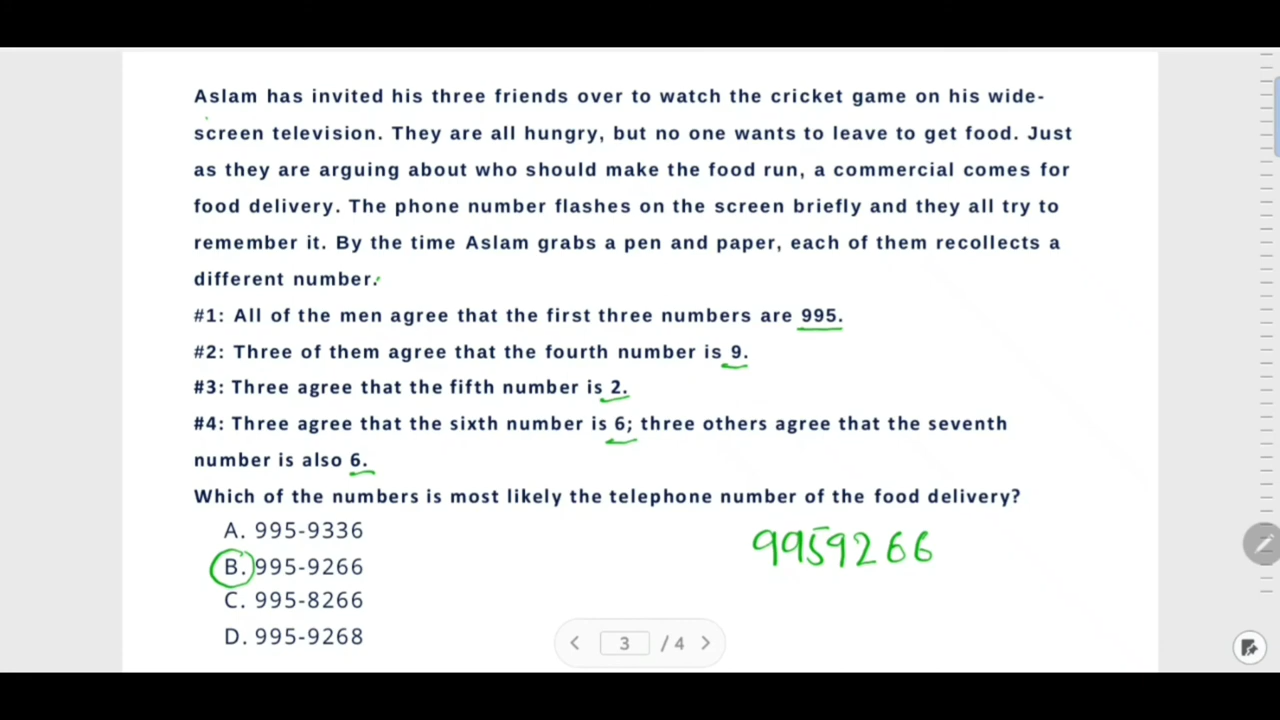 Aslam has invited his three friends over to watch the cricket game on his wide-
screen television. They are all hungry, but no one wants to leave to get food. Just
as they are arguing about who should make the food run, a commercial comes for
food delivery. The phone number flashes on the screen briefly and they all try to
remember it. By the time Aslam grabs a pen and paper, each of them recollects a
different number.
#1: All of the men agree that the first three numbers are 995.
#2: Three of them agree that the fourth number is 9.
#3: Three agree that the fifth number is 2.
#4: Three agree that the sixth number is 6; three others agree that the seventh
number is also 6.
Which of the numbers is most likely the telephone number of the food delivery?
A. 995-9336
B. 995-9266
9959266
C. 995-8266
D. 995-9268
3 / 4